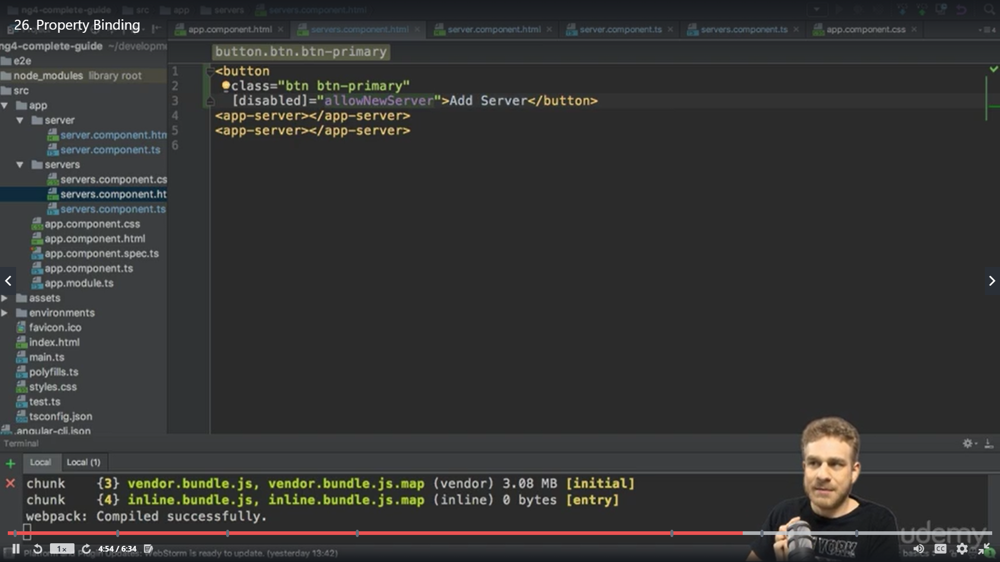 ng4-complete-guide src app servers servers.component.html
26. Property Binding
app.component.html servers.component.html server.component.html server.component.ts servers.component.ts app.component.css
ng4-complete-guide
e2e
node_modules library root
src
app
server
server.component.htm
server.component.ts
servers
servers.component.cs
servers.component.ht
servers.component.ts
app.component.css
app.component.html
app.component.spec.ts
app.component.ts
app.module.ts
assets
environments
favicon.ico
index.html
main.ts
polyfills.ts
styles.css
test.ts
tsconfig.json
.angular-cli.json
button.btn.btn-primary
1 <button
2 class="btn btn-primary"
3 [disabled]="allowNewServer">Add Server</button>
4 <app-server></app-server>
5 <app-server></app-server>
6
Terminal
Local Local (1)
chunk {3} vendor.bundle.js, vendor.bundle.js.map (vendor) 3.08 MB [initial]
chunk {4} inline.bundle.js, inline.bundle.js.map (inline) 0 bytes [entry]
webpack: Compiled successfully.
udemy
YORK
1× 4:54 / 6:34 CC
Updates: WebStorm is ready to update. (yesterday 13:42)